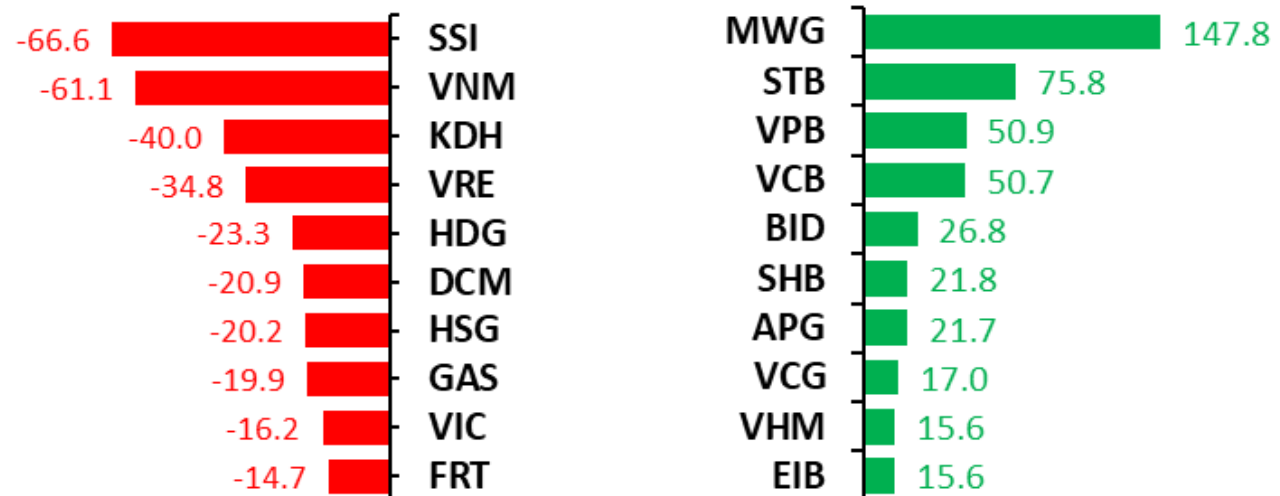 -66.6 SSI MWG 147.8
-61.1 VNM STB 75.8
-40.0 KDH VPB 50.9
-34.8 VRE VCB 50.7
-23.3 HDG BID 26.8
-20.9 DCM SHB 21.8
-20.2 HSG APG 21.7
-19.9 GAS VCG 17.0
-16.2 VIC VHM 15.6
-14.7 FRT EIB 15.6